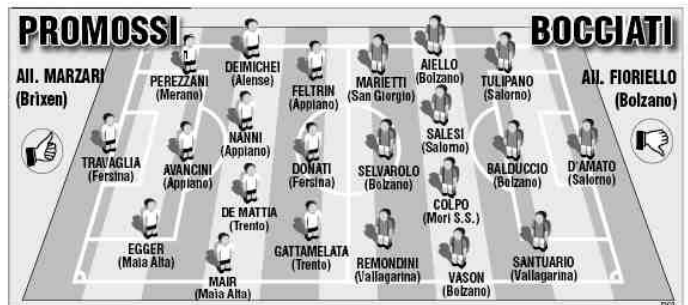 PROMOSSI
All. MARZARI
(Brixen)
TRAVAGLIA
(Fersina)
PEREZZANI
(Merano)
AVANCINI
(Appiano)
EGGER
(Maia Alta)
DEIMICHEI
(Alense)
NANNI
(Appiano)
DE MATTIA
(Trento)
MAIR
(Maia Alta)
FELTRIN
(Appiano)
DONATI
(Fersina)
GATTAMELATA
(Trento)
BOCCIATI
All. FIORIELLO
(Bolzano)
MARIETTI
(San Giorgio)
SELVAROLO
(Bolzano)
REMONDINI
(Vallagarina)
AIELLO
(Bolzano)
SALESI
(Salorno)
COLPO
(Mori S.S.)
VASON
(Bolzano)
TULIPANO
(Salorno)
BALDUCCIO
(Bolzano)
SANTUARIO
(Vallagarina)
D'AMATO
(Salorno)